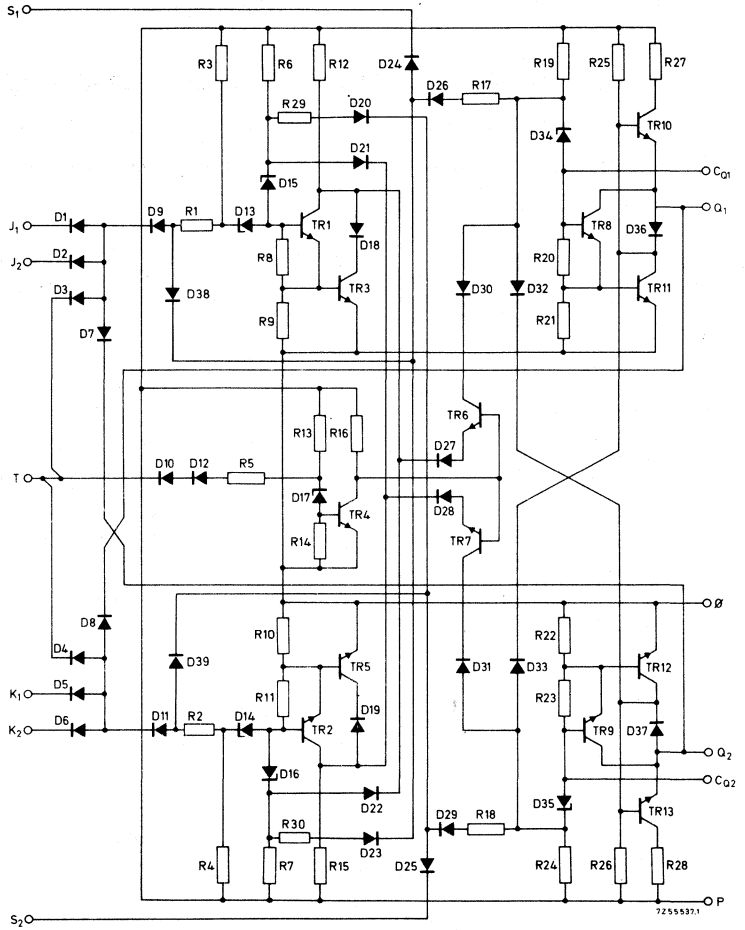 S1
R3
R6
R12
D24
R19
R25
R27
D26
R17
R29
D20
TR10
D34
D21
D15
CQ1
J1
D1
D9
R1
D13
TR1
TR8
Q1
D18
D36
J2
D2
R8
R20
D3
D38
TR3
D30
D32
TR11
R9
R21
D7
TR6
R13
R16
D27
T
D10
D12
R5
D17
D28
TR4
R14
TR7
D8
Ø
R10
R22
D4
D39
TR5
D31
D33
TR12
K1
D5
R11
R23
K2
D6
D11
R2
D14
TR2
D19
TR9
D37
Q2
D16
CQ2
D22
D35
TR13
R30
D29
R18
D23
R4
R7
R15
D25
R24
R26
R28
P
7Z55537.1
S2